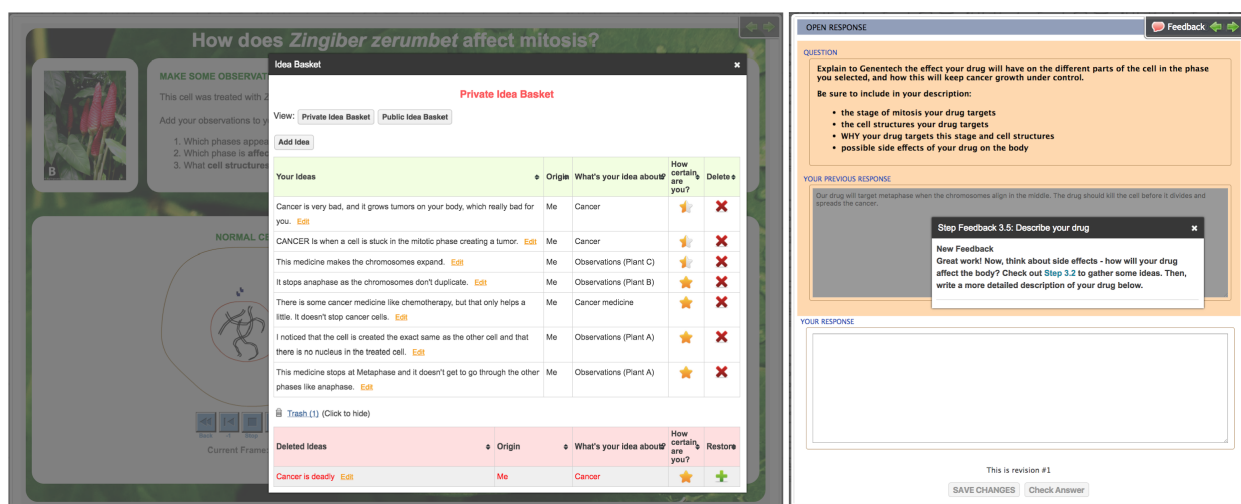 How does Zingiber zerumbet affect mitosis?
B
MAKE SOME OBSERVAT
This cell was treated with Z
Add your observations to y
1. Which phases appea
2. Which phase is affec
3. What cell structures
NORMAL CE
Back
Stop
Current Frame:
Idea Basket
Private Idea Basket
View: Private Idea Basket Public Idea Basket
Add Idea
Your Ideas Origin What's your idea about? How certain are you? Delete
Cancer is very bad, and it grows tumors on your body, which really bad for
you. Edit Me Cancer
CANCER Is when a cell is stuck in the mitotic phase creating a tumor. Edit Me Cancer
This medicine makes the chromosomes expand. Edit Me Observations (Plant C)
It stops anaphase as the chromosomes don't duplicate. Edit Me Observations (Plant B)
There is some cancer medicine like chemotherapy, but that only helps a
little. It doesn't stop cancer cells. Edit Me Cancer medicine
I noticed that the cell is created the exact same as the other cell and that
there is no nucleus in the treated cell. Edit Me Observations (Plant A)
This medicine stops at Metaphase and it doesn't get to go through the other
phases like anaphase. Edit Me Observations (Plant A)
Trash (1) (Click to hide)
Deleted Ideas Origin What's your idea about? How certain are you? Restore
Cancer is deadly Edit Me Cancer
OPEN RESPONSE
Feedback
QUESTION
Explain to Genentech the effect your drug will have on the different parts of the cell in the phase
you selected, and how this will keep cancer growth under control.
Be sure to include in your description:
• the stage of mitosis your drug targets
• the cell structures your drug targets
• WHY your drug targets this stage and cell structures
• possible side effects of your drug on the body
YOUR PREVIOUS RESPONSE
Our drug will target metaphase when the chromosomes align in the middle. The drug should kill the cell before it divides and
spreads the cancer.
Step Feedback 3.5: Describe your drug
New Feedback
Great work! Now, think about side effects - how will your drug
affect the body? Check out Step 3.2 to gather some ideas. Then,
write a more detailed description of your drug below.
YOUR RESPONSE
This is revision #1
SAVE CHANGES Check Answer